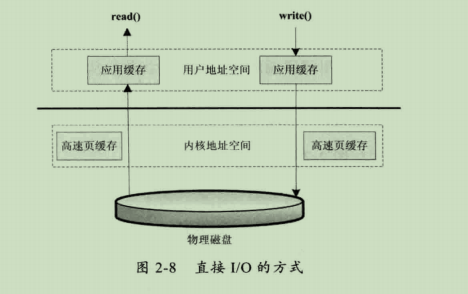 read() write()
应用缓存 用户地址空间 应用缓存
高速页缓存 内核地址空间 高速页缓存
物理磁盘
图 2-8 直接 I/O 的方式